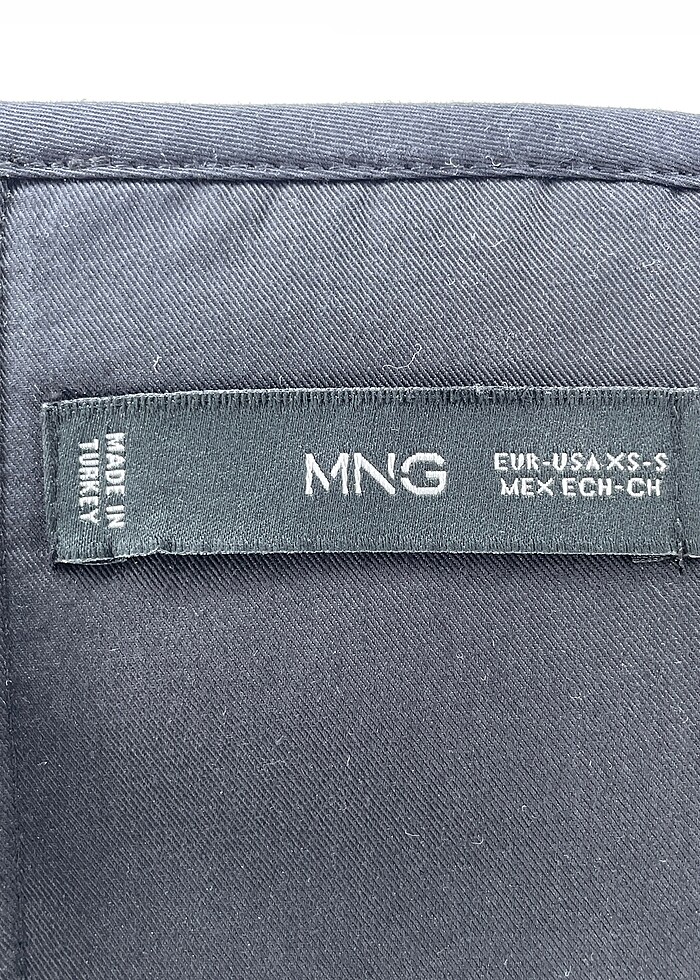 MADE IN
TURKEY
MNG
EUR-USA XS-S
MEX ECH-CH